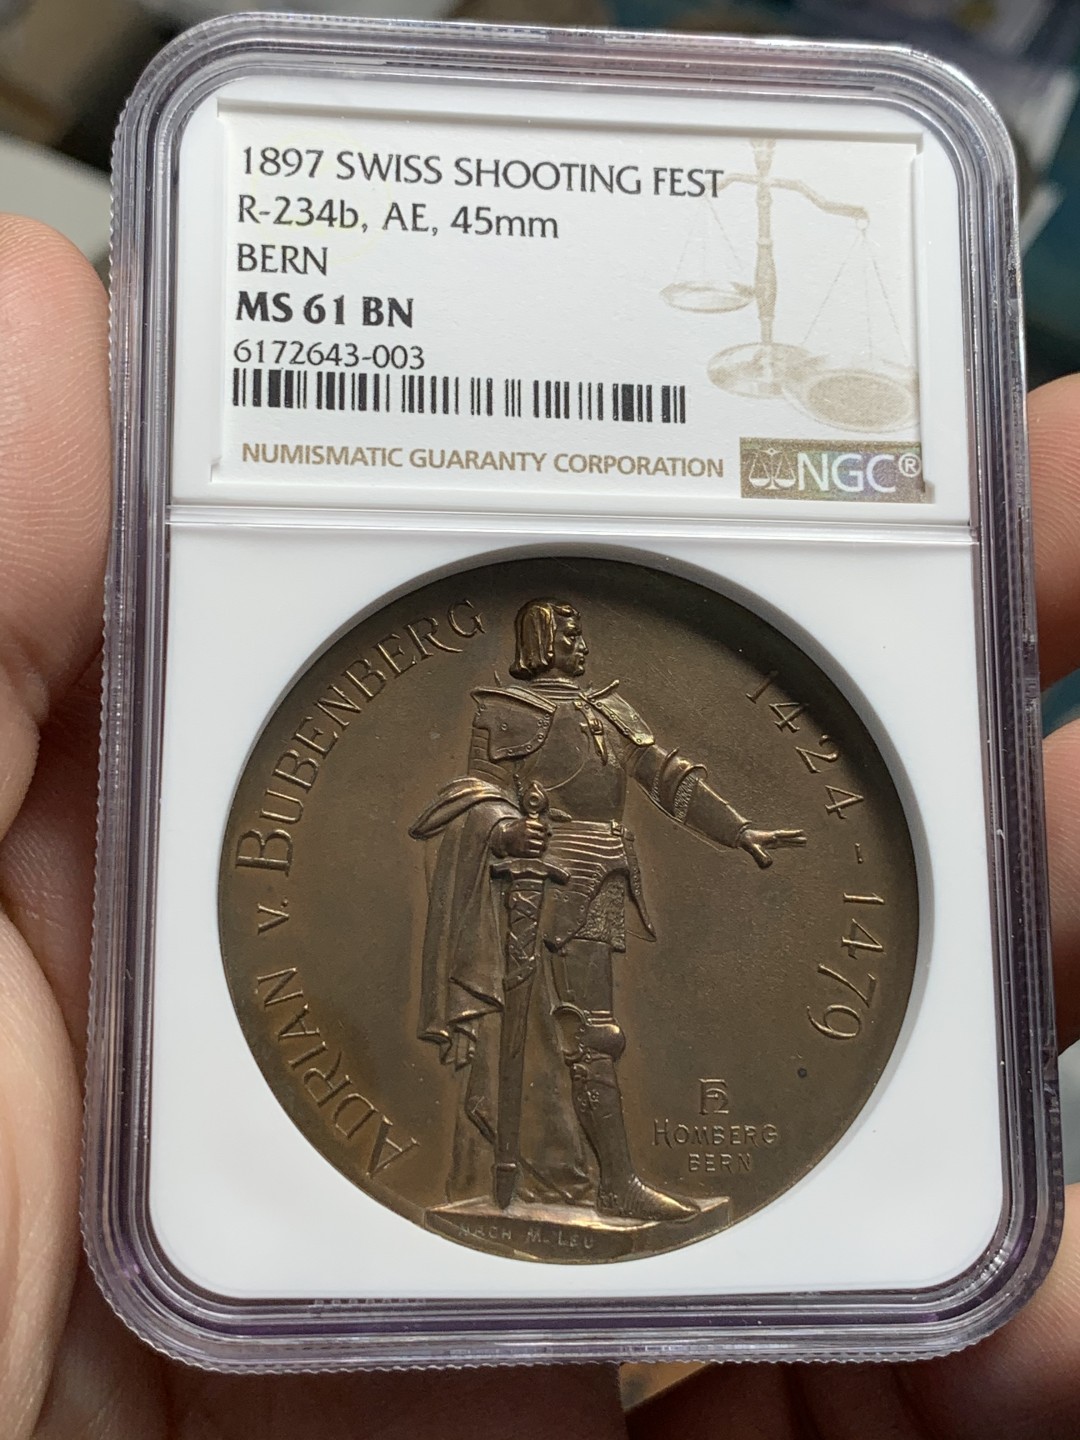 1897 SWISS SHOOTING FEST
R-234b, AE, 45mm
BERN
MS 61 BN
6172643-003
NUMISMATIC GUARANTY CORPORATION
NGC®
ADRIAN v. BUBENBERG
1424-1479
HOMBERG
BERN
NACH M. LEU